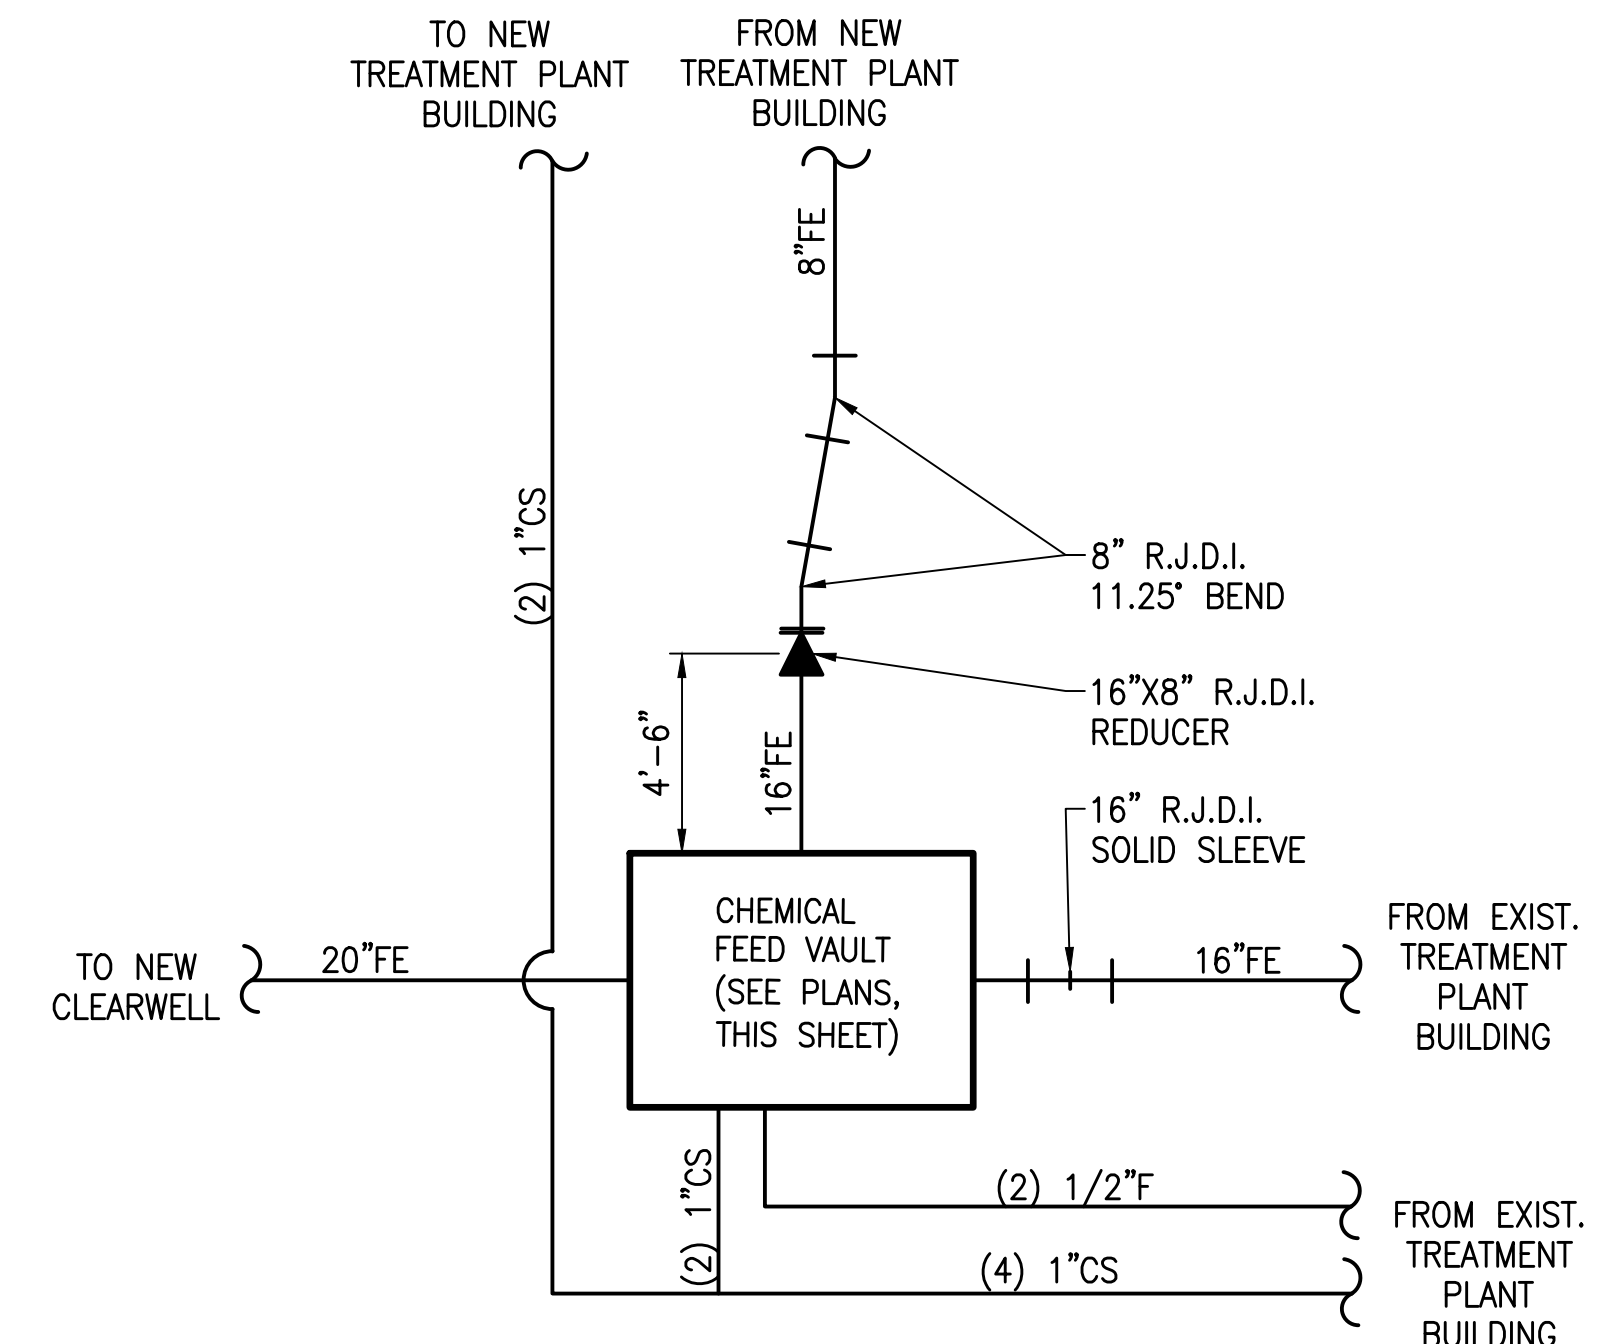 TO NEW
TREATMENT PLANT
BUILDING
FROM NEW
TREATMENT PLANT
BUILDING
8"FE
(2) 1"CS
8" R.J.D.I.
11.25° BEND
16"X8" R.J.D.I.
REDUCER
4'-6"
16"FE
16" R.J.D.I.
SOLID SLEEVE
CHEMICAL
FEED VAULT
(SEE PLANS,
THIS SHEET)
TO NEW
CLEARWELL
20"FE
16"FE
FROM EXIST.
TREATMENT
PLANT
BUILDING
(2) 1"CS
(2) 1/2"F
(4) 1"CS
FROM EXIST.
TREATMENT
PLANT
BUILDING